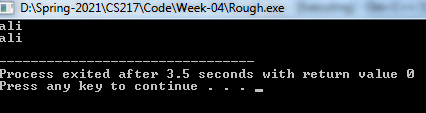 D:\Spring-2021\CS217\Code\Week-04\Rough.exe
ali
ali
--------------------------------
Process exited after 3.5 seconds with return value 0
Press any key to continue . . .